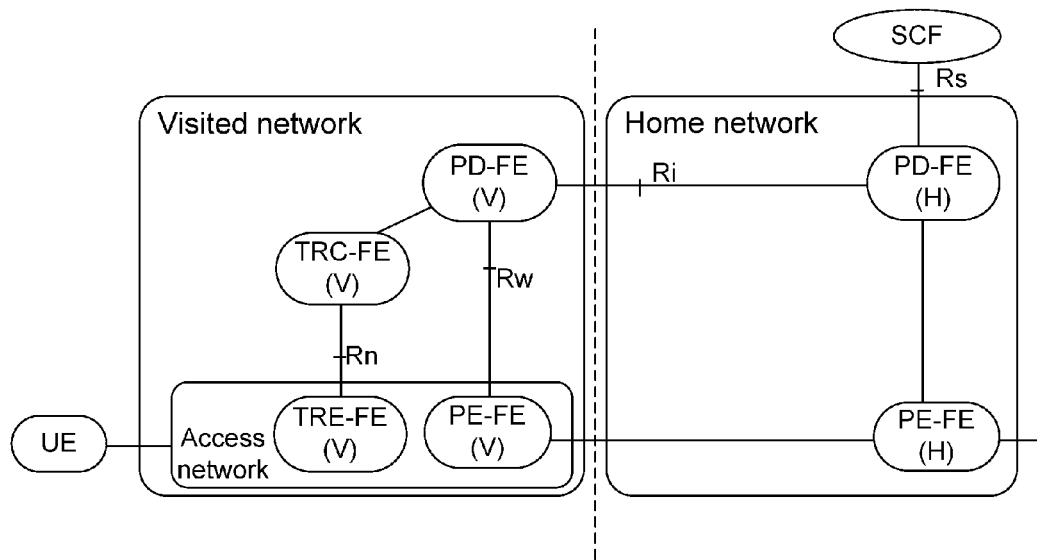 SCF
Rs
Visited network
Home network
PD-FE
(V)
Ri
PD-FE
(H)
TRC-FE
(V)
Rw
Rn
UE
Access
network
TRE-FE
(V)
PE-FE
(V)
PE-FE
(H)